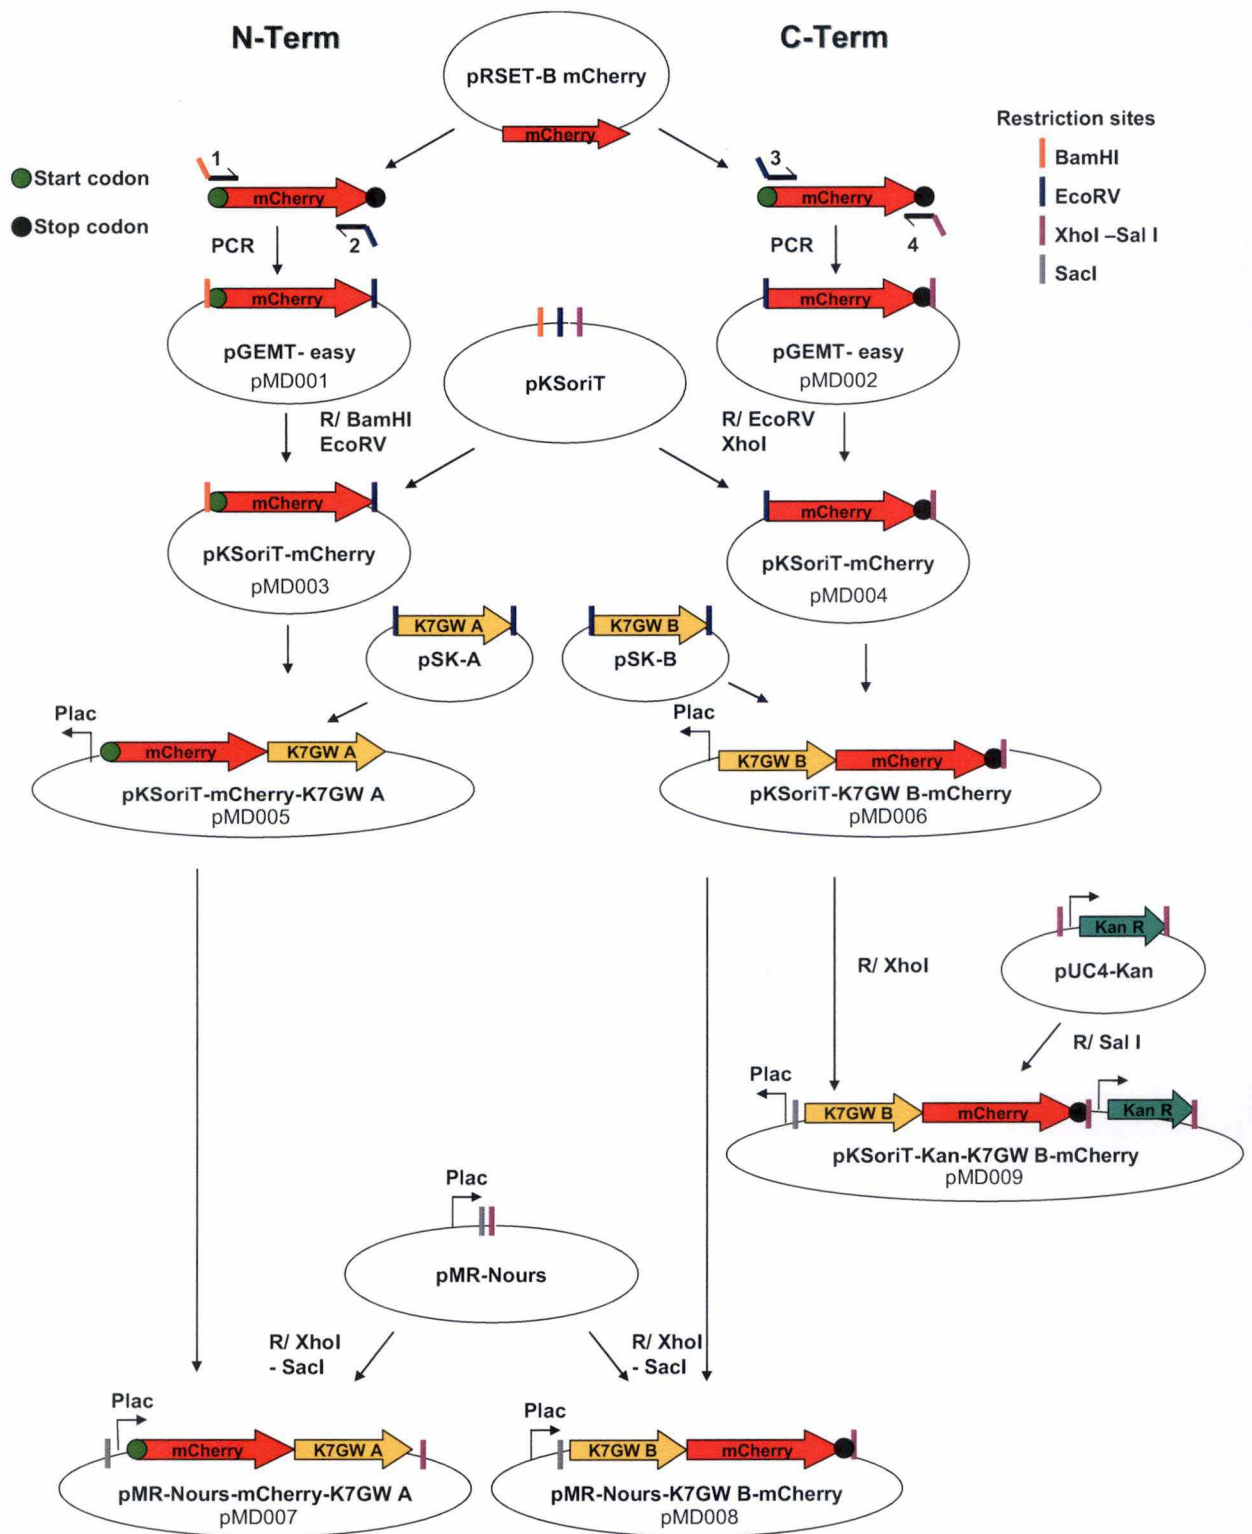 N-Term
C-Term
pRSET-B mCherry
mCherry
Restriction sites
BamHI
EcoRV
XhoI –Sal I
SacI
Start codon
Stop codon
1
mCherry
2
PCR
3
mCherry
4
PCR
mCherry
pGEMT- easy
pMD001
mCherry
pGEMT- easy
pMD002
pKSoriT
R/ BamHI
EcoRV
R/ EcoRV
XhoI
mCherry
pKSoriT-mCherry
pMD003
mCherry
pKSoriT-mCherry
pMD004
K7GW A
pSK-A
K7GW B
pSK-B
Plac
mCherry
K7GW A
pKSoriT-mCherry-K7GW A
pMD005
Plac
K7GW B
mCherry
pKSoriT-K7GW B-mCherry
pMD006
R/ XhoI
Kan R
pUC4-Kan
R/ Sal I
Plac
K7GW B
mCherry
Kan R
pKSoriT-Kan-K7GW B-mCherry
pMD009
Plac
pMR-Nours
R/ XhoI
- SacI
R/ XhoI
- SacI
Plac
mCherry
K7GW A
pMR-Nours-mCherry-K7GW A
pMD007
Plac
K7GW B
mCherry
pMR-Nours-K7GW B-mCherry
pMD008